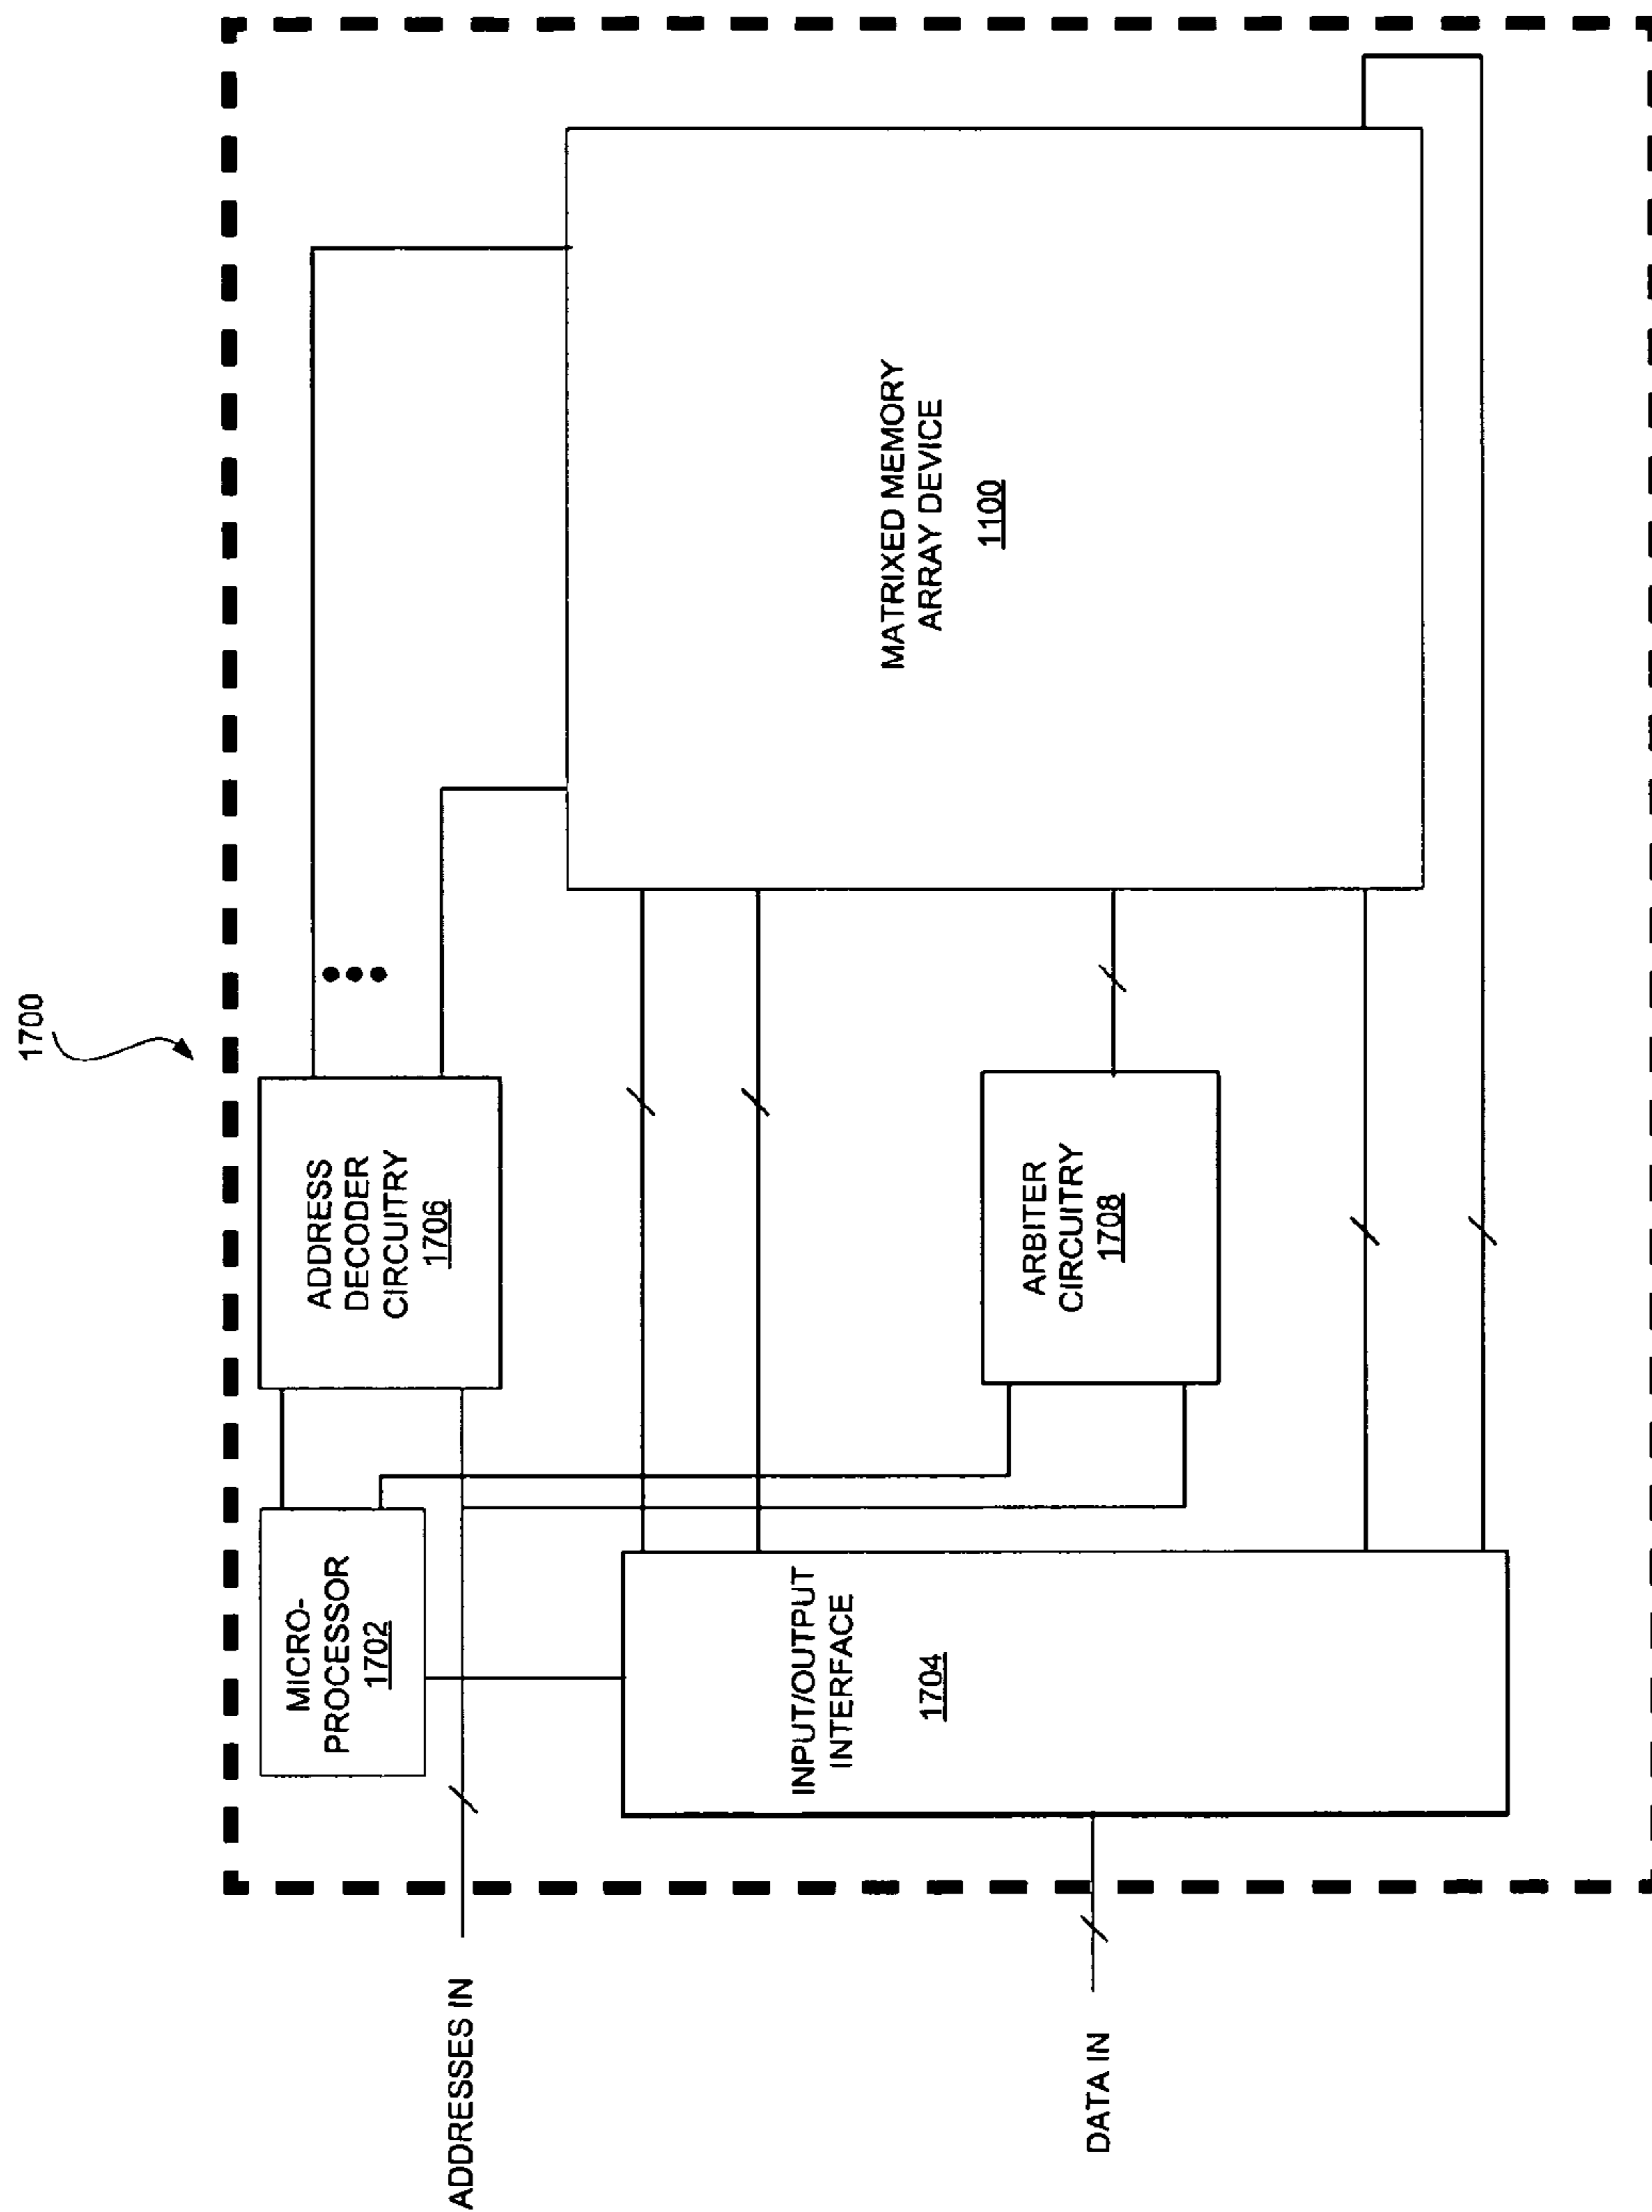 1700
MICRO-
PROCESSOR
1702
ADDRESS
DECODER
CIRCUITRY
1706
ADDRESSES IN
MATRIXED MEMORY
ARRAY DEVICE
1100
INPUT/OUTPUT
INTERFACE
1704
ARBITER
CIRCUITRY
1708
DATA IN